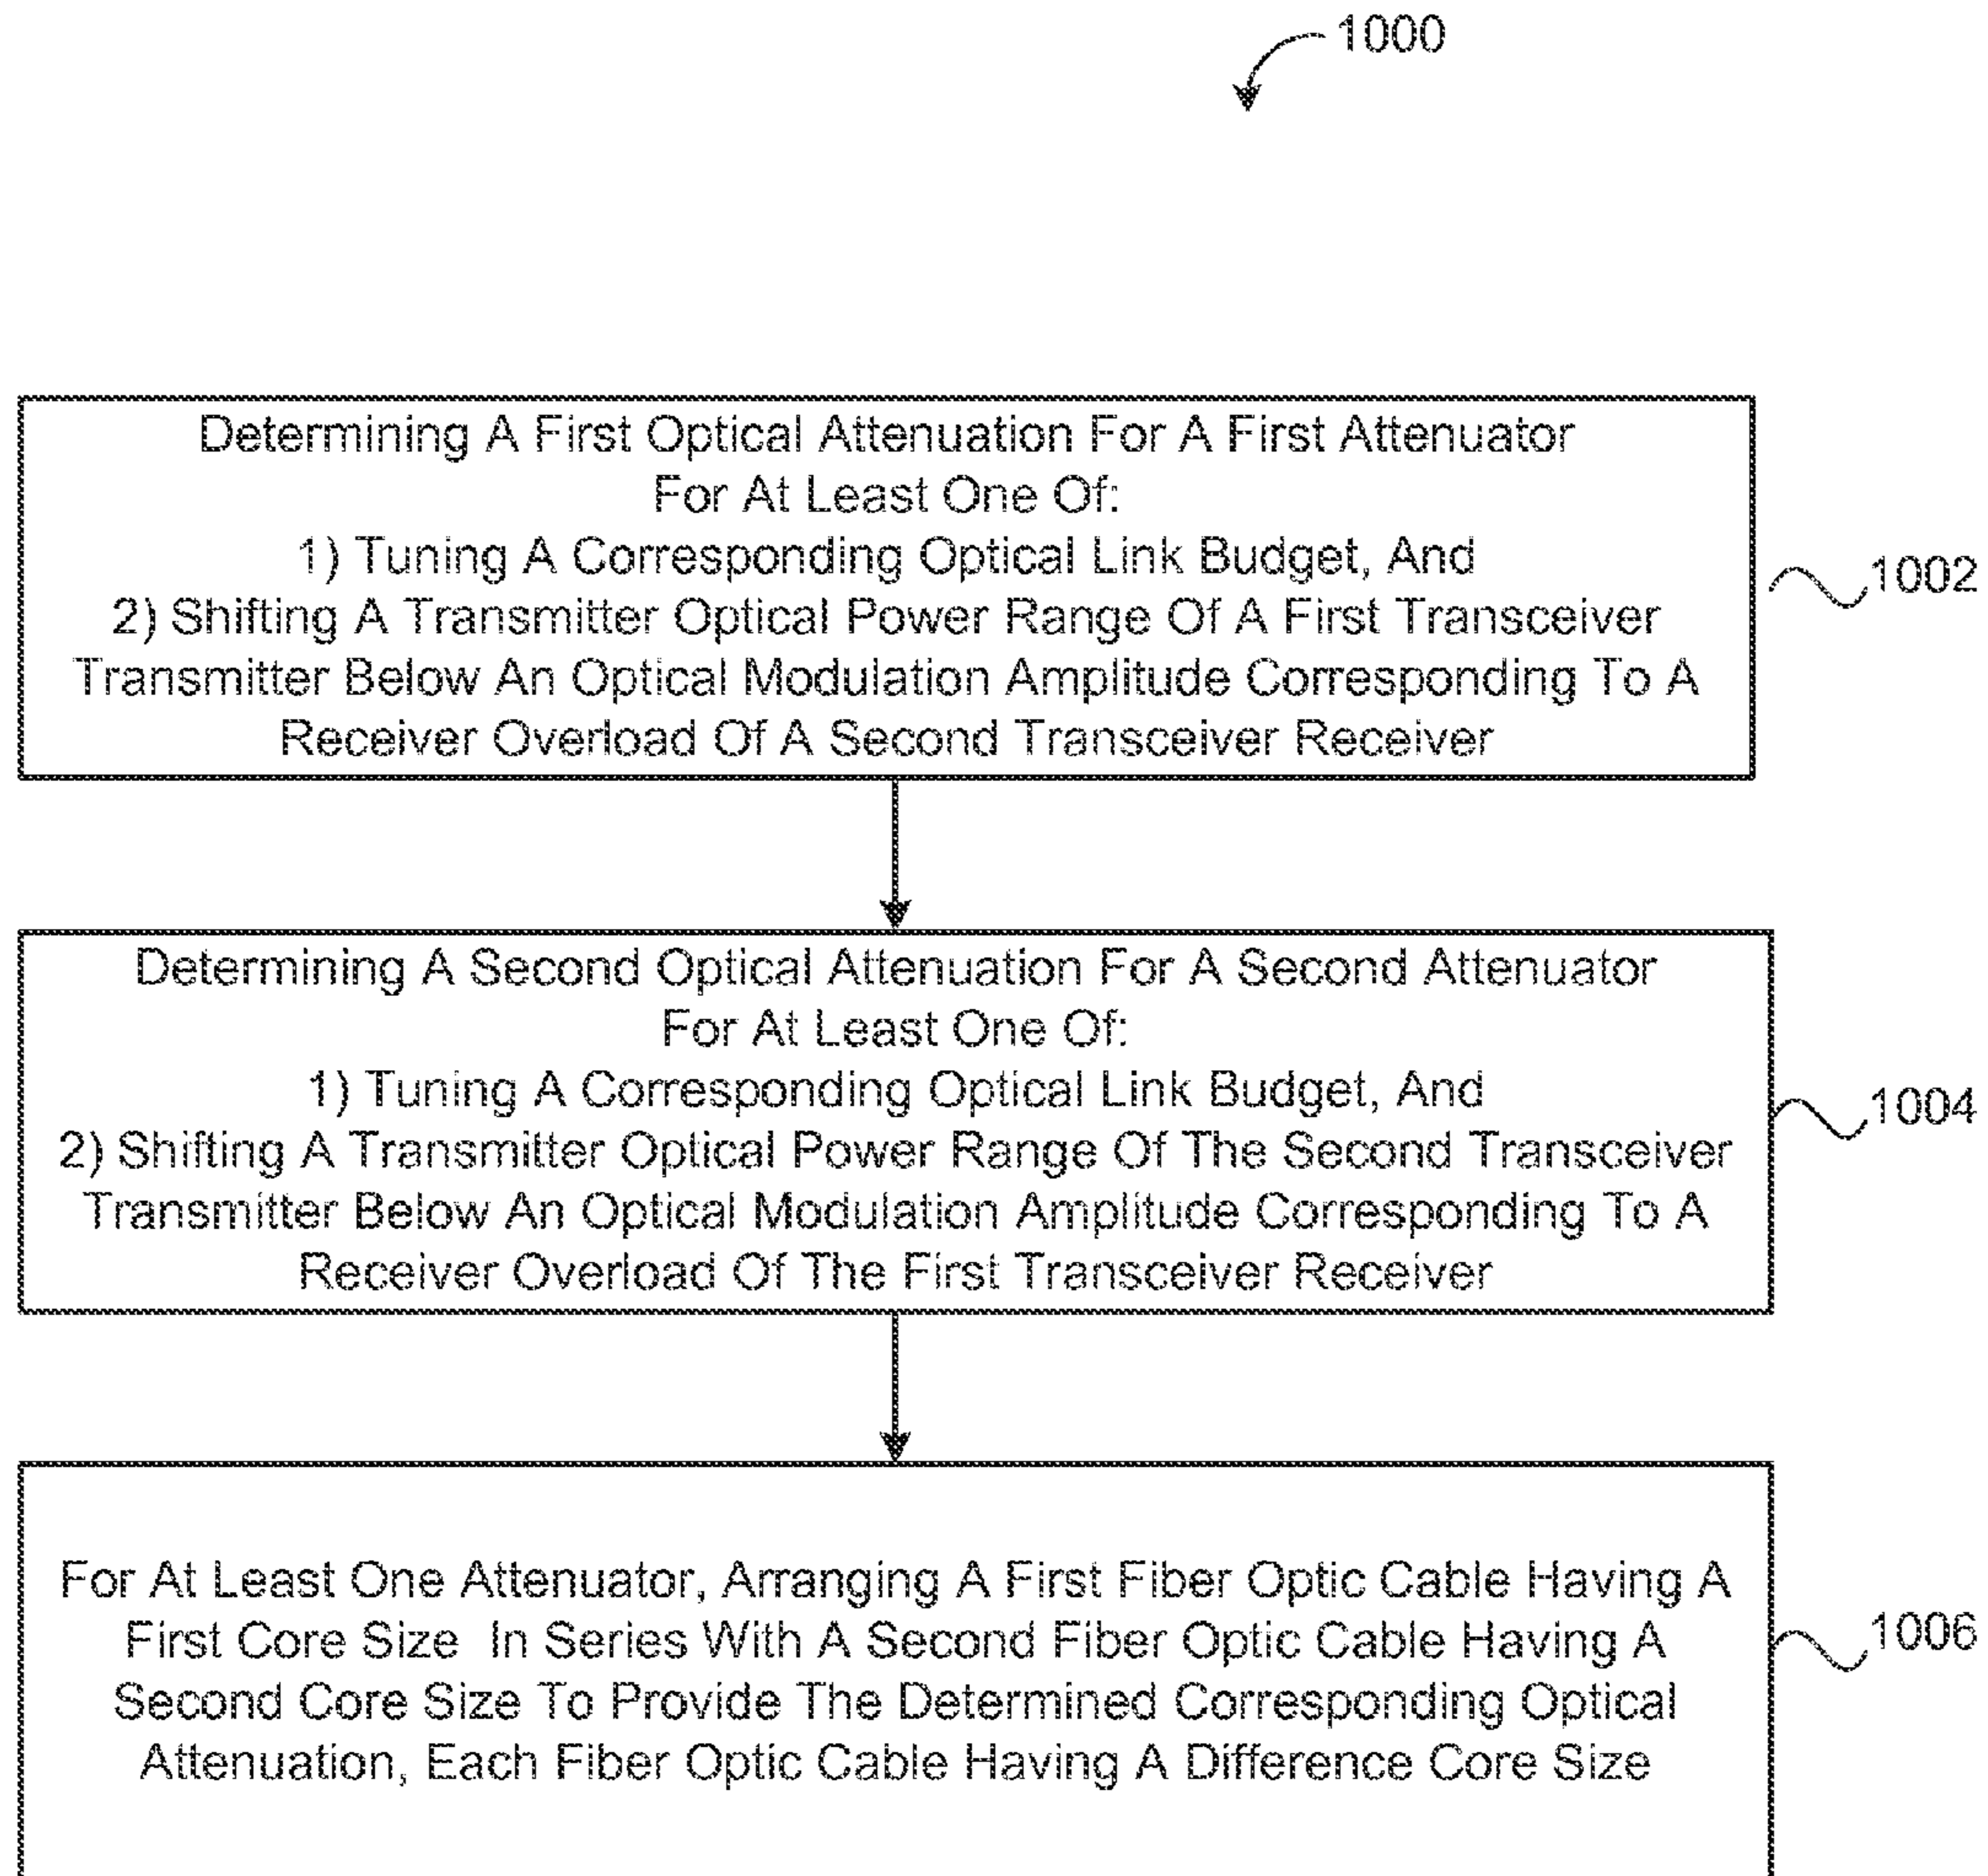 1000
Determining A First Optical Attenuation For A First Attenuator
For At Least One Of:
1) Tuning A Corresponding Optical Link Budget, And
2) Shifting A Transmitter Optical Power Range Of A First Transceiver
Transmitter Below An Optical Modulation Amplitude Corresponding To A
Receiver Overload Of A Second Transceiver Receiver
1002
Determining A Second Optical Attenuation For A Second Attenuator
For At Least One Of:
1) Tuning A Corresponding Optical Link Budget, And
2) Shifting A Transmitter Optical Power Range Of The Second Transceiver
Transmitter Below An Optical Modulation Amplitude Corresponding To A
Receiver Overload Of The First Transceiver Receiver
1004
For At Least One Attenuator, Arranging A First Fiber Optic Cable Having A
First Core Size In Series With A Second Fiber Optic Cable Having A
Second Core Size To Provide The Determined Corresponding Optical
Attenuation, Each Fiber Optic Cable Having A Difference Core Size
1006